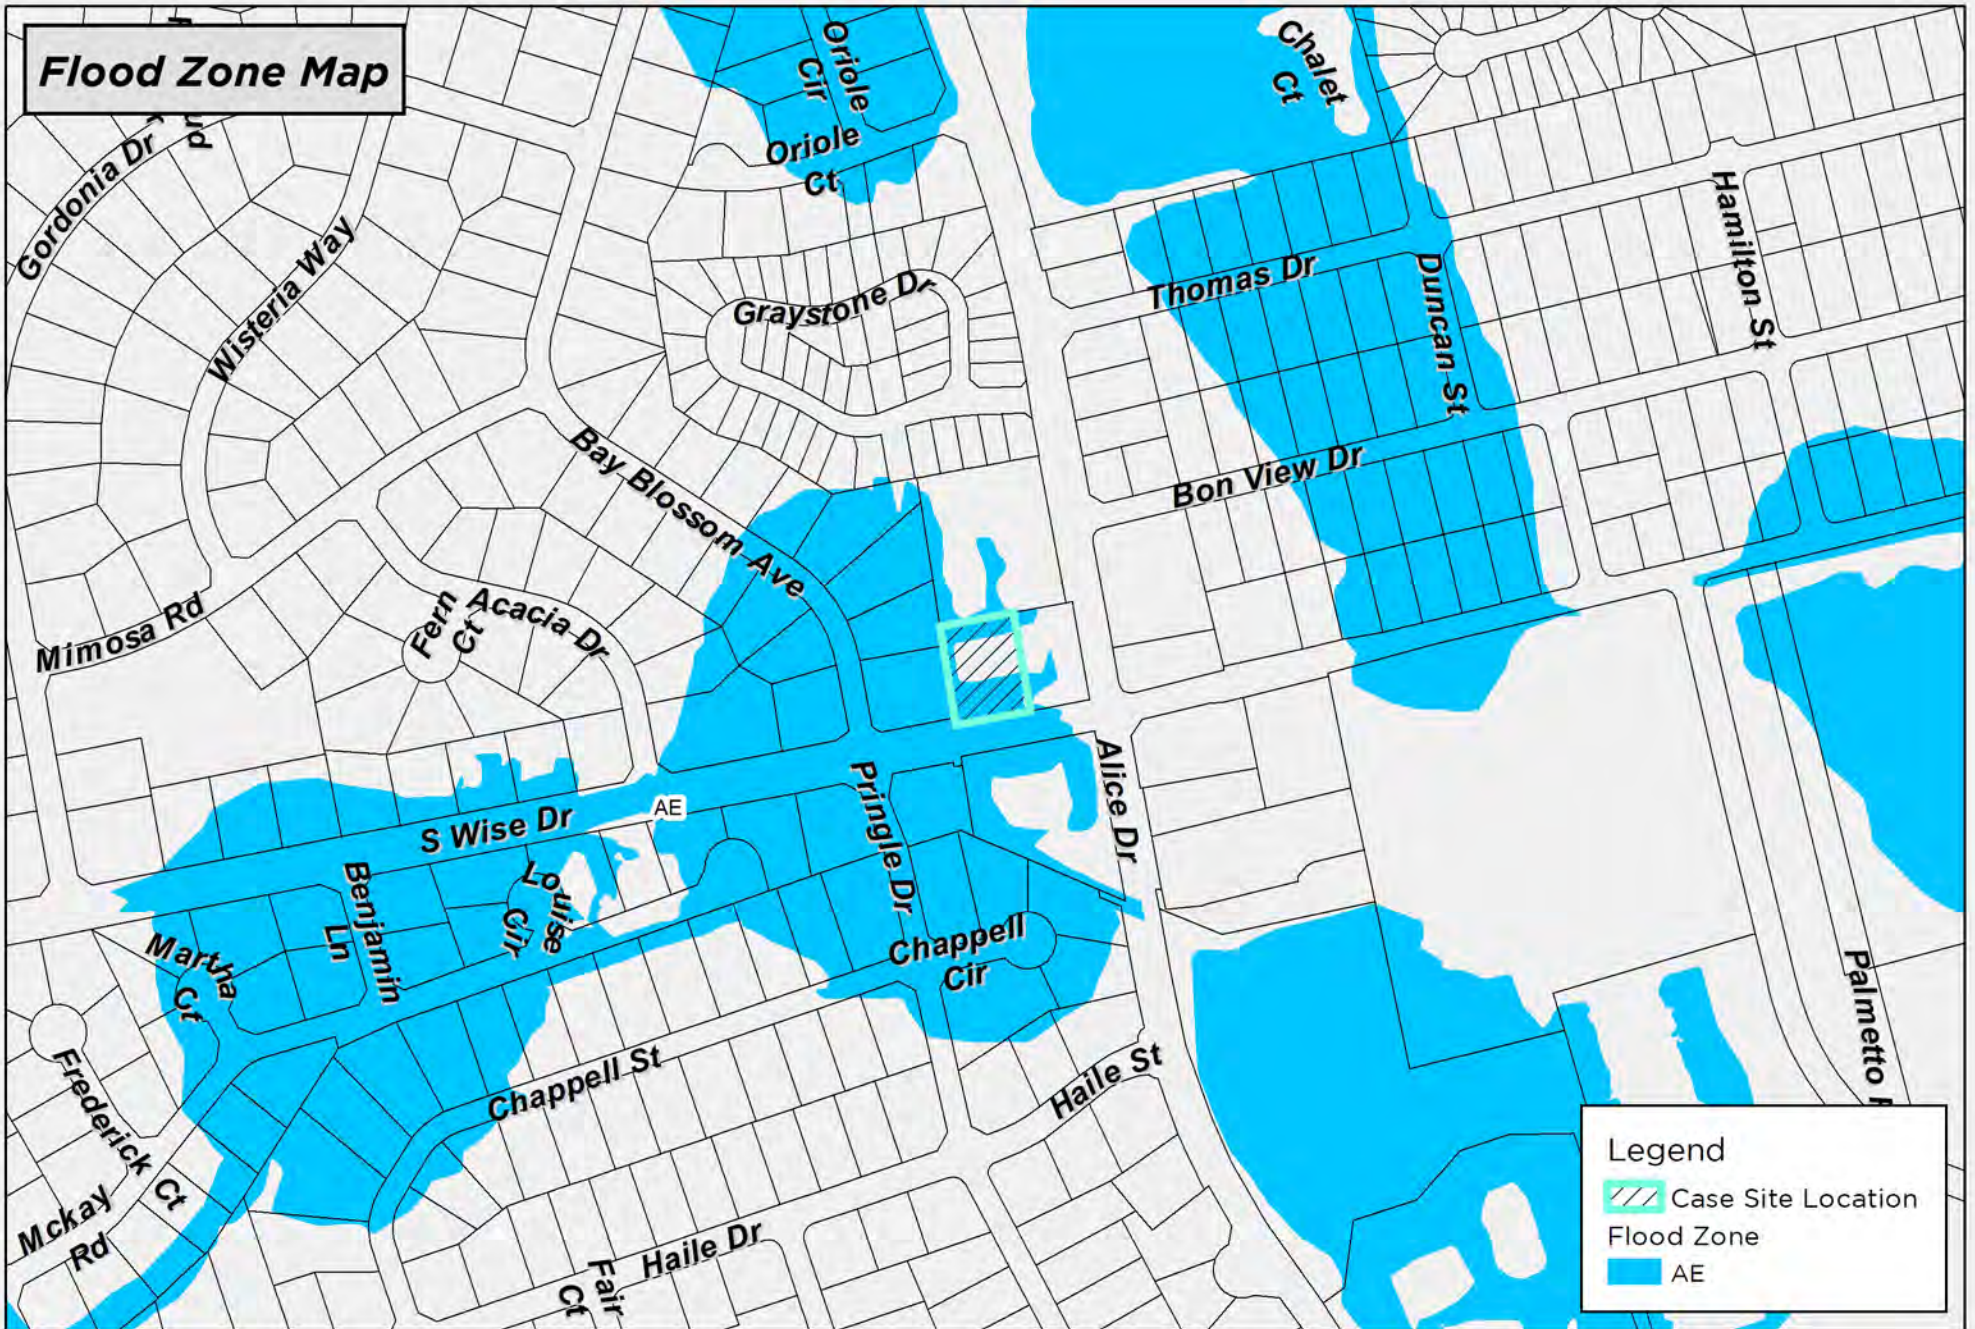 Flood Zone Map
Gordonia Dr
Wisteria Way
Oriole
Cir
Oriole
Ct
Chalet
Ct
Graystone Dr
Thomas Dr
Duncan St
Hamilton St
Bay Blossom Ave
Bon View Dr
Mimosa Rd
Fern
Ct
Acacia Dr
AE
S Wise Dr
Pringle Dr
Alice Dr
Benjamin
Ln
Louise
Cir
Martha
Ct
Chappell
Cir
Palmetto
Frederick Ct
Chappell St
Haile St
Mckay
Rd
Haile Dr
Fair
Ct
Legend
Case Site Location
Flood Zone
AE